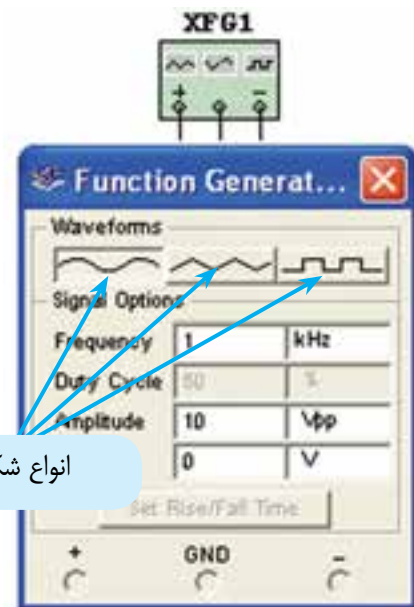 XFG1
+ −
Function Generat...
Waveforms
Signal Options
Frequency 1 kHz
Duty Cycle 50 %
Amplitude 10 Vpp
0 V
انواع
Set Rise/Fall Time
+ GND −